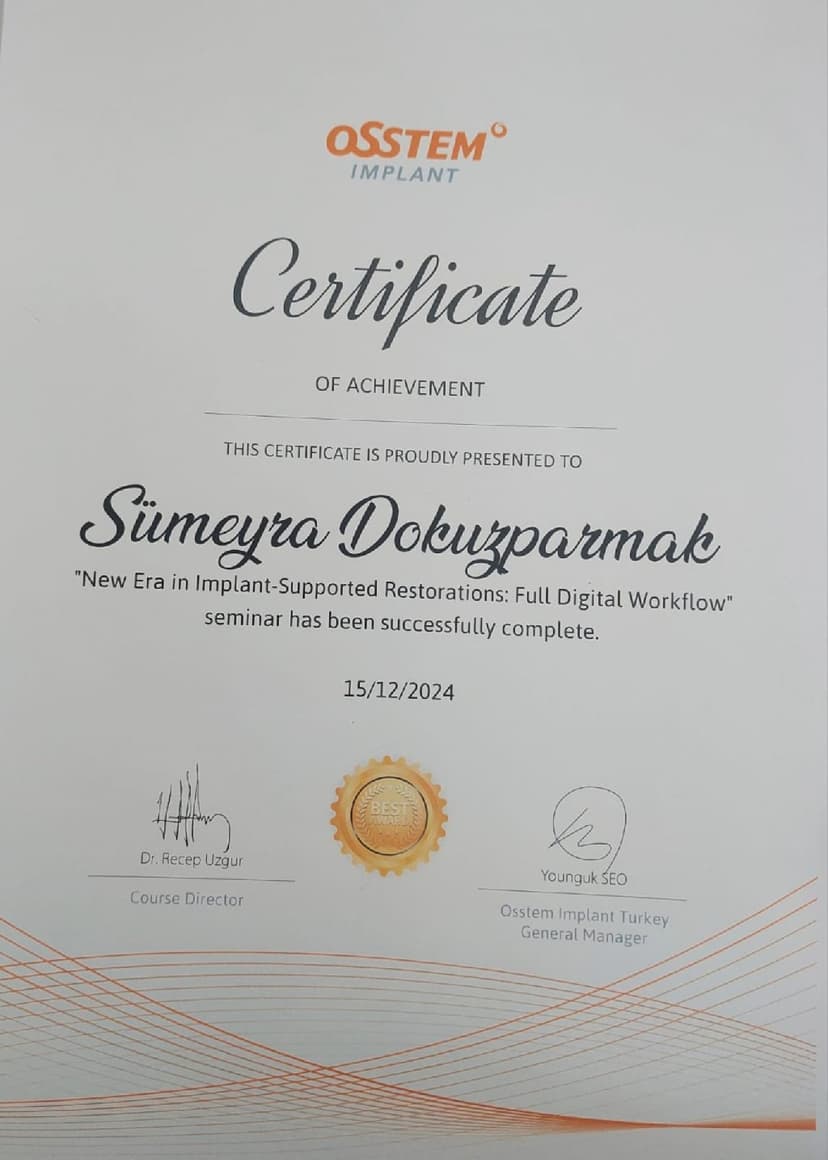 OSSTEM
IMPLANT
Certificate
OF ACHIEVEMENT
THIS CERTIFICATE IS PROUDLY PRESENTED TO
Sümeyra Dokuzparmak
"New Era in Implant-Supported Restorations: Full Digital Workflow"
seminar has been successfully complete.
15/12/2024
BEST
AWARD
Dr. Recep Uzgur
Course Director
Younguk SEO
Osstem Implant Turkey
General Manager